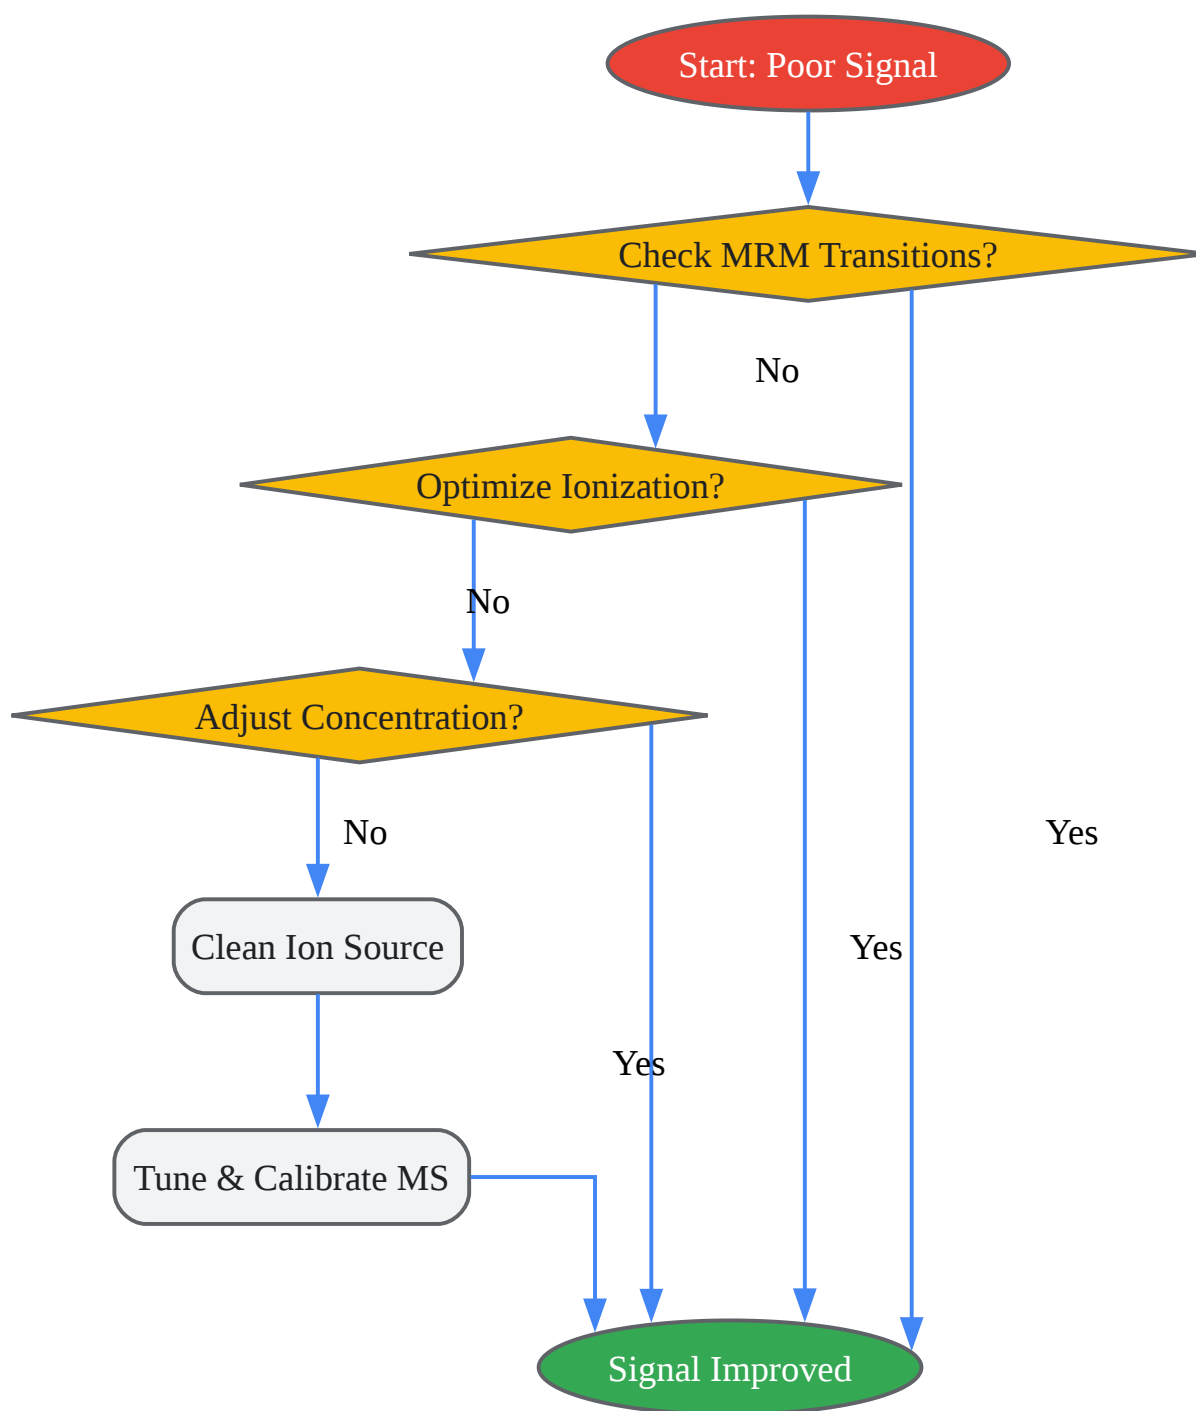 Start: Poor Signal
Check MRM Transitions?
No
Optimize Ionization?
No
Adjust Concentration?
No
Yes
Clean Ion Source
Yes
Yes
Tune & Calibrate MS
Signal Improved